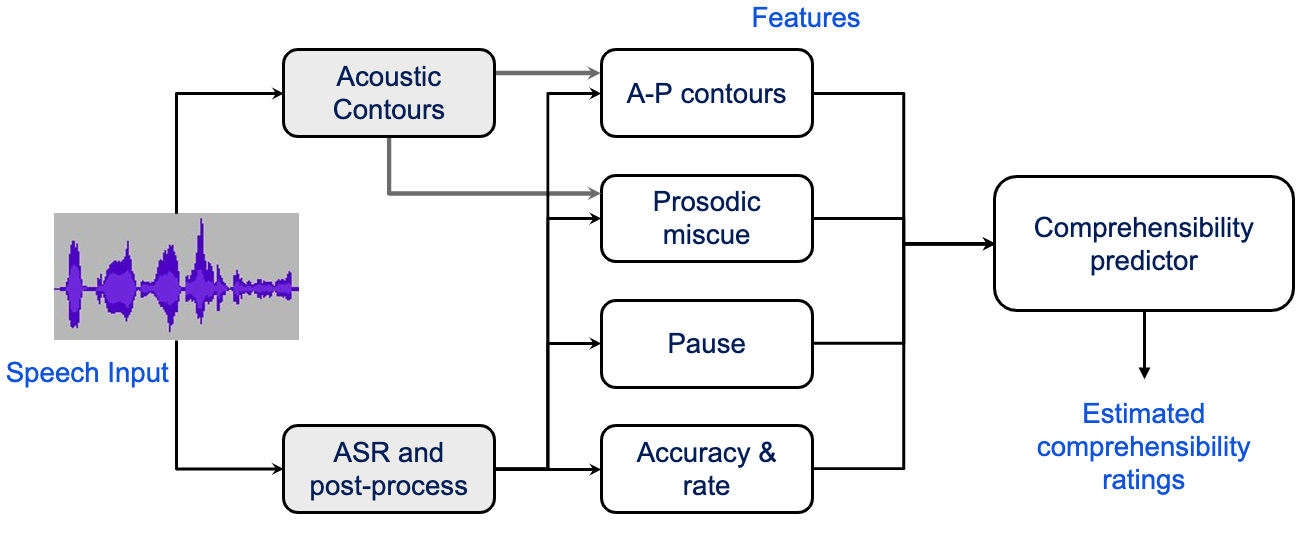 Features
Acoustic
Contours
A-P contours
Prosodic
miscue
Comprehensibility
predictor
Pause
Speech Input
ASR and
post-process
Accuracy &
rate
Estimated
comprehensibility
ratings